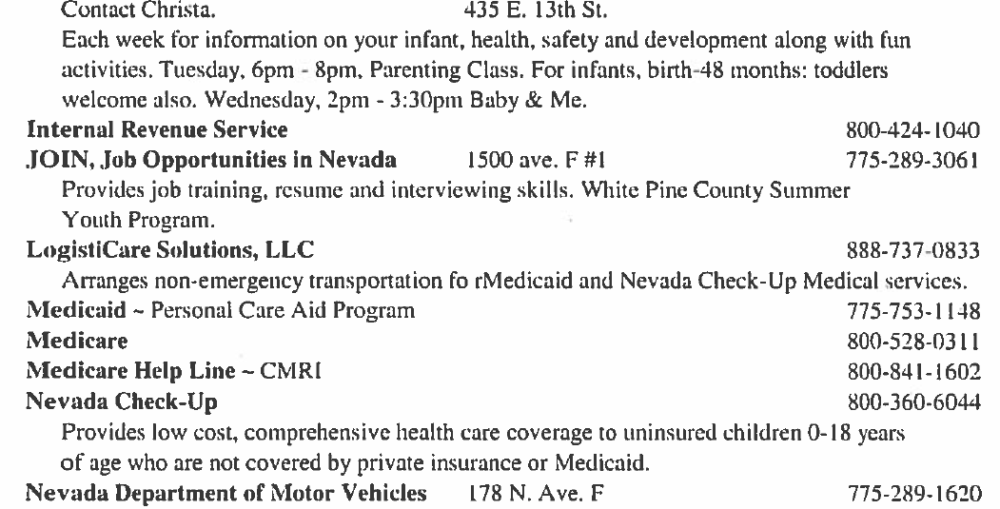 Contact Christa. 435 E. 13th St.
Each week for information on your infant, health, safety and development along with fun
activities. Tuesday, 6pm - 8pm, Parenting Class. For infants, birth-48 months: toddlers
welcome also. Wednesday, 2pm - 3:30pm Baby & Me.
Internal Revenue Service 800-424-1040
JOIN, Job Opportunities in Nevada 1500 ave. F #1 775-289-3061
Provides job training, resume and interviewing skills. White Pine County Summer
Youth Program.
LogistiCare Solutions, LLC 888-737-0833
Arranges non-emergency transportation fo rMedicaid and Nevada Check-Up Medical services.
Medicaid ~ Personal Care Aid Program 775-753-1148
Medicare 800-528-0311
Medicare Help Line ~ CMRI 800-841-1602
Nevada Check-Up 800-360-6044
Provides low cost, comprehensive health care coverage to uninsured children 0-18 years
of age who are not covered by private insurance or Medicaid.
Nevada Department of Motor Vehicles 178 N. Ave. F 775-289-1620